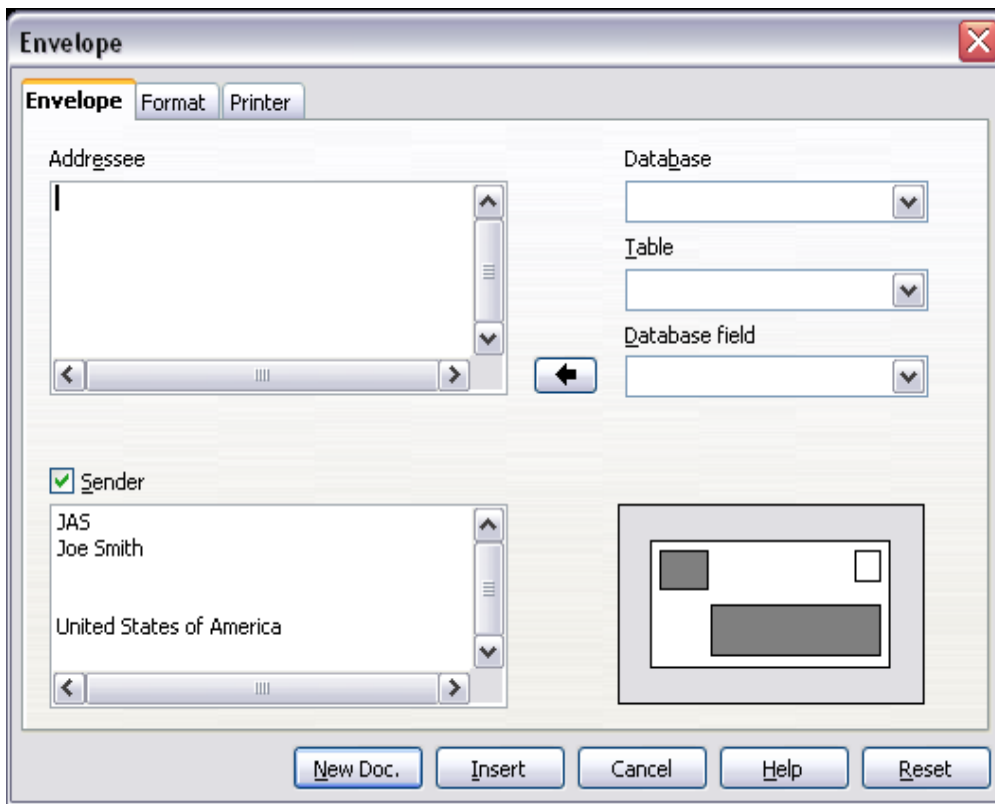 Envelope
Envelope Format Printer
Addressee
Database
Table
Database field
Sender
JAS
Joe Smith
United States of America
New Doc. Insert Cancel Help Reset